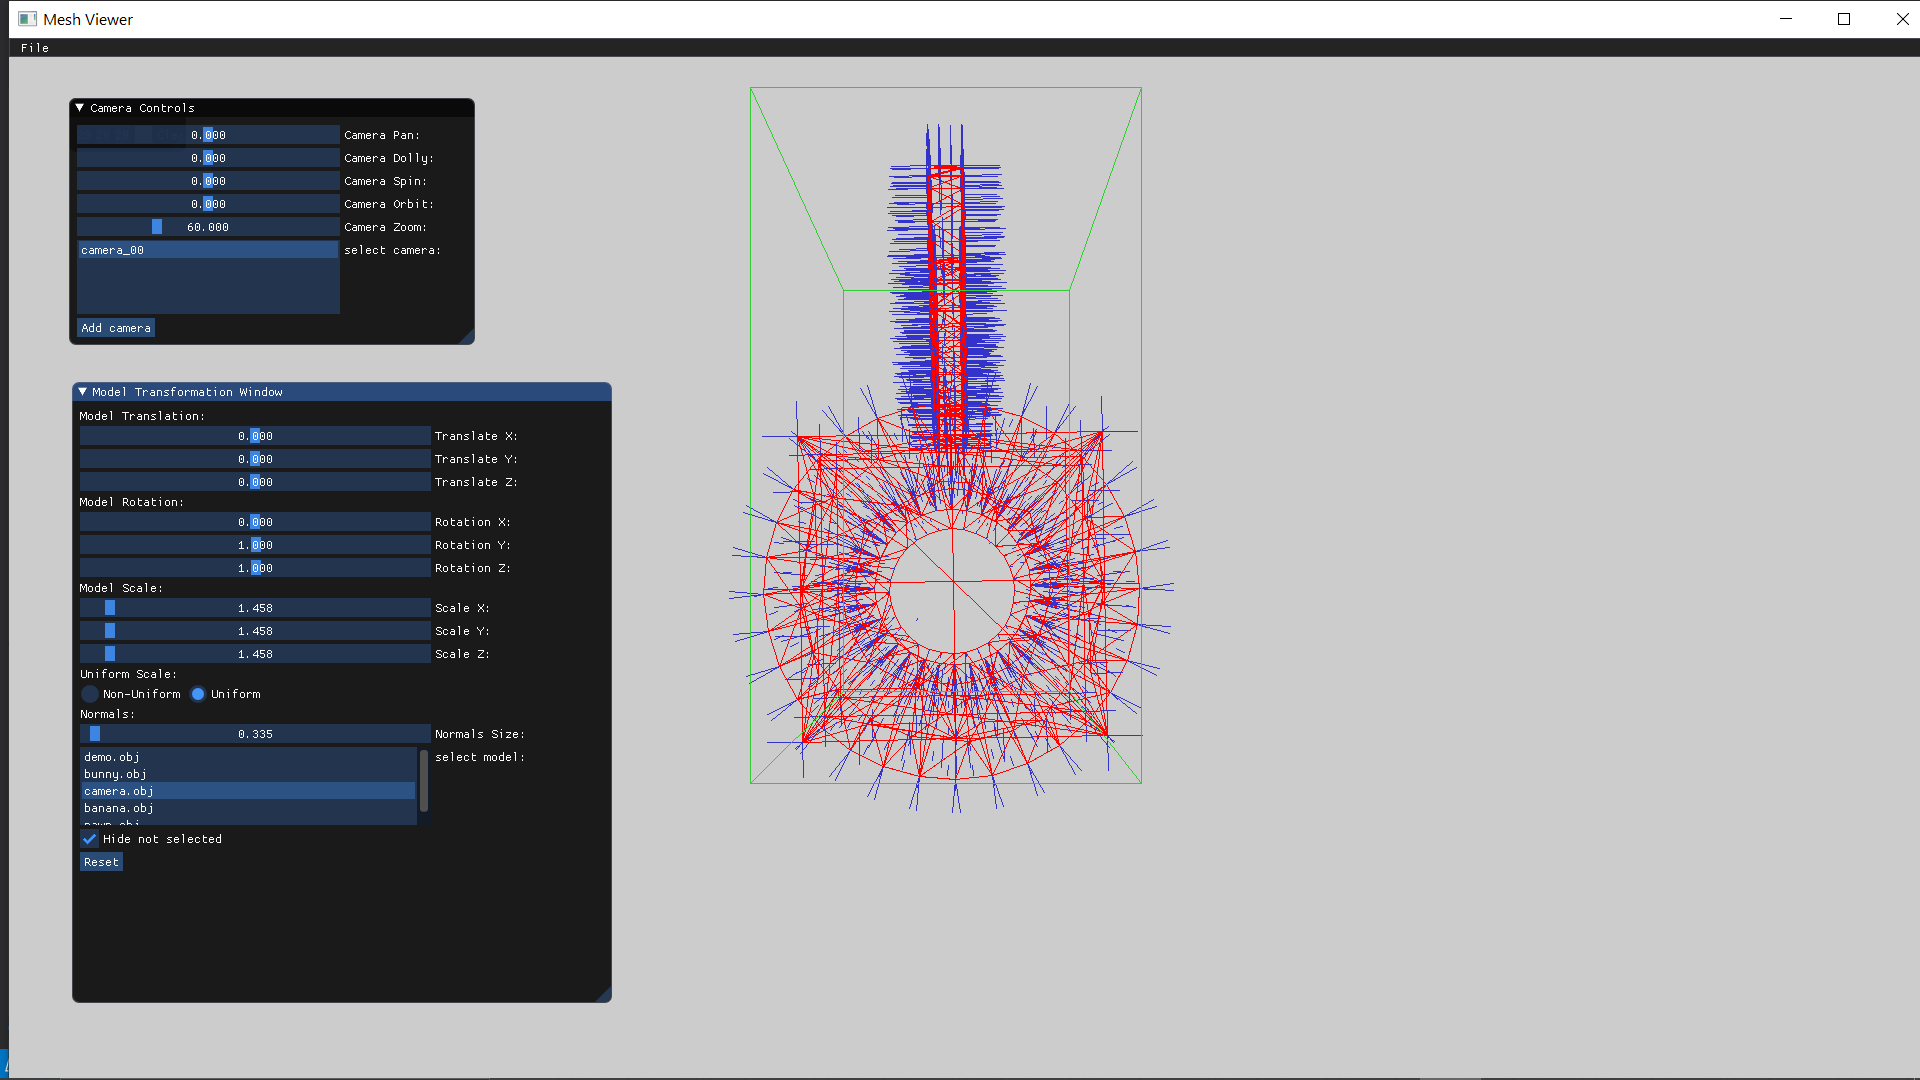 Mesh Viewer
File
Camera Controls
0.000 Camera Pan:
0.000 Camera Dolly:
0.000 Camera Spin:
0.000 Camera Orbit:
60.000 Camera Zoom:
camera_00 select camera:
Add camera
Model Transformation Window
Model Translation:
0.000 Translate X:
0.000 Translate Y:
0.000 Translate Z:
Model Rotation:
0.000 Rotation X:
1.000 Rotation Y:
1.000 Rotation Z:
Model Scale:
1.458 Scale X:
1.458 Scale Y:
1.458 Scale Z:
Uniform Scale:
Non-Uniform Uniform
Normals:
0.335 Normals Size:
demo.obj select model:
bunny.obj
camera.obj
banana.obj
Hide not selected
Reset